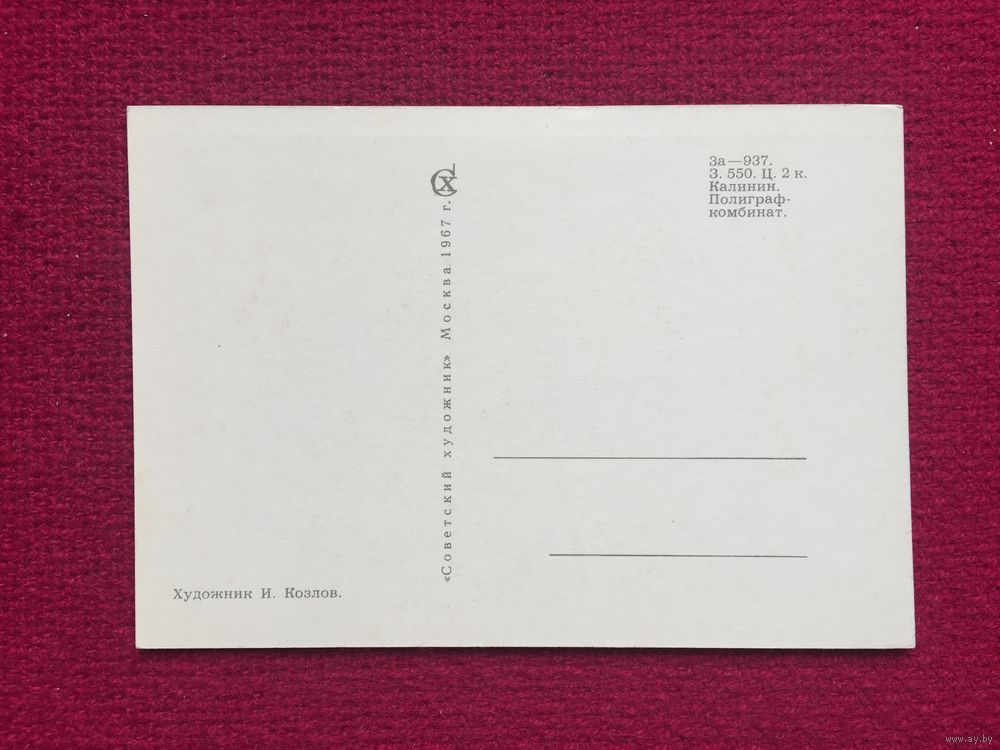 За—937.
З. 550. Ц. 2 к.
Калинин.
Полиграф-
комбинат.
СХ
«Советский художник» Москва 1967 г.
Художник И. Козлов.
www.ay.by